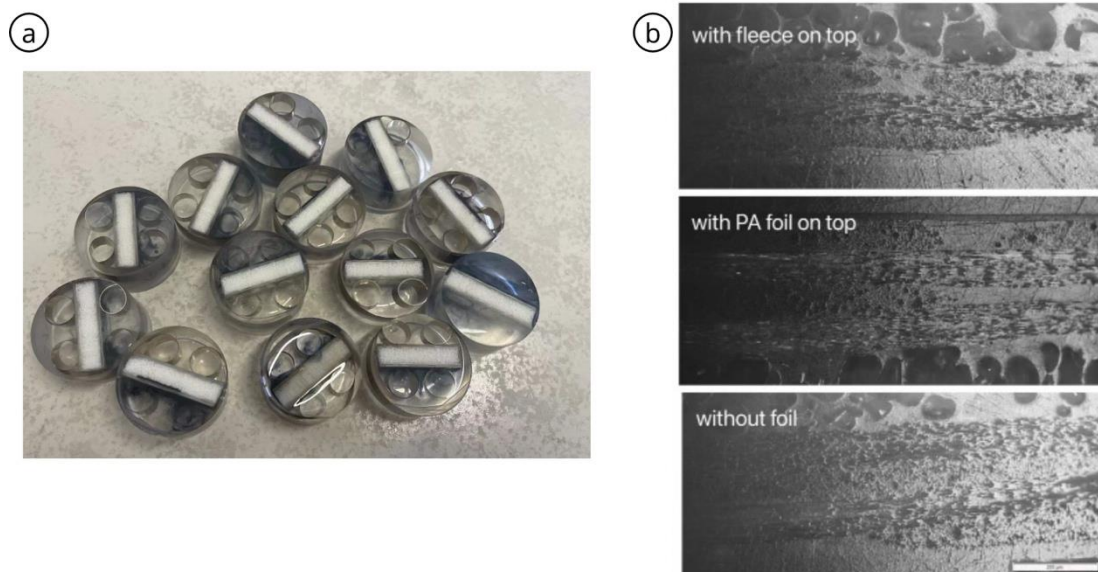 a
b
with fleece on top
with PA foil on top
without foil